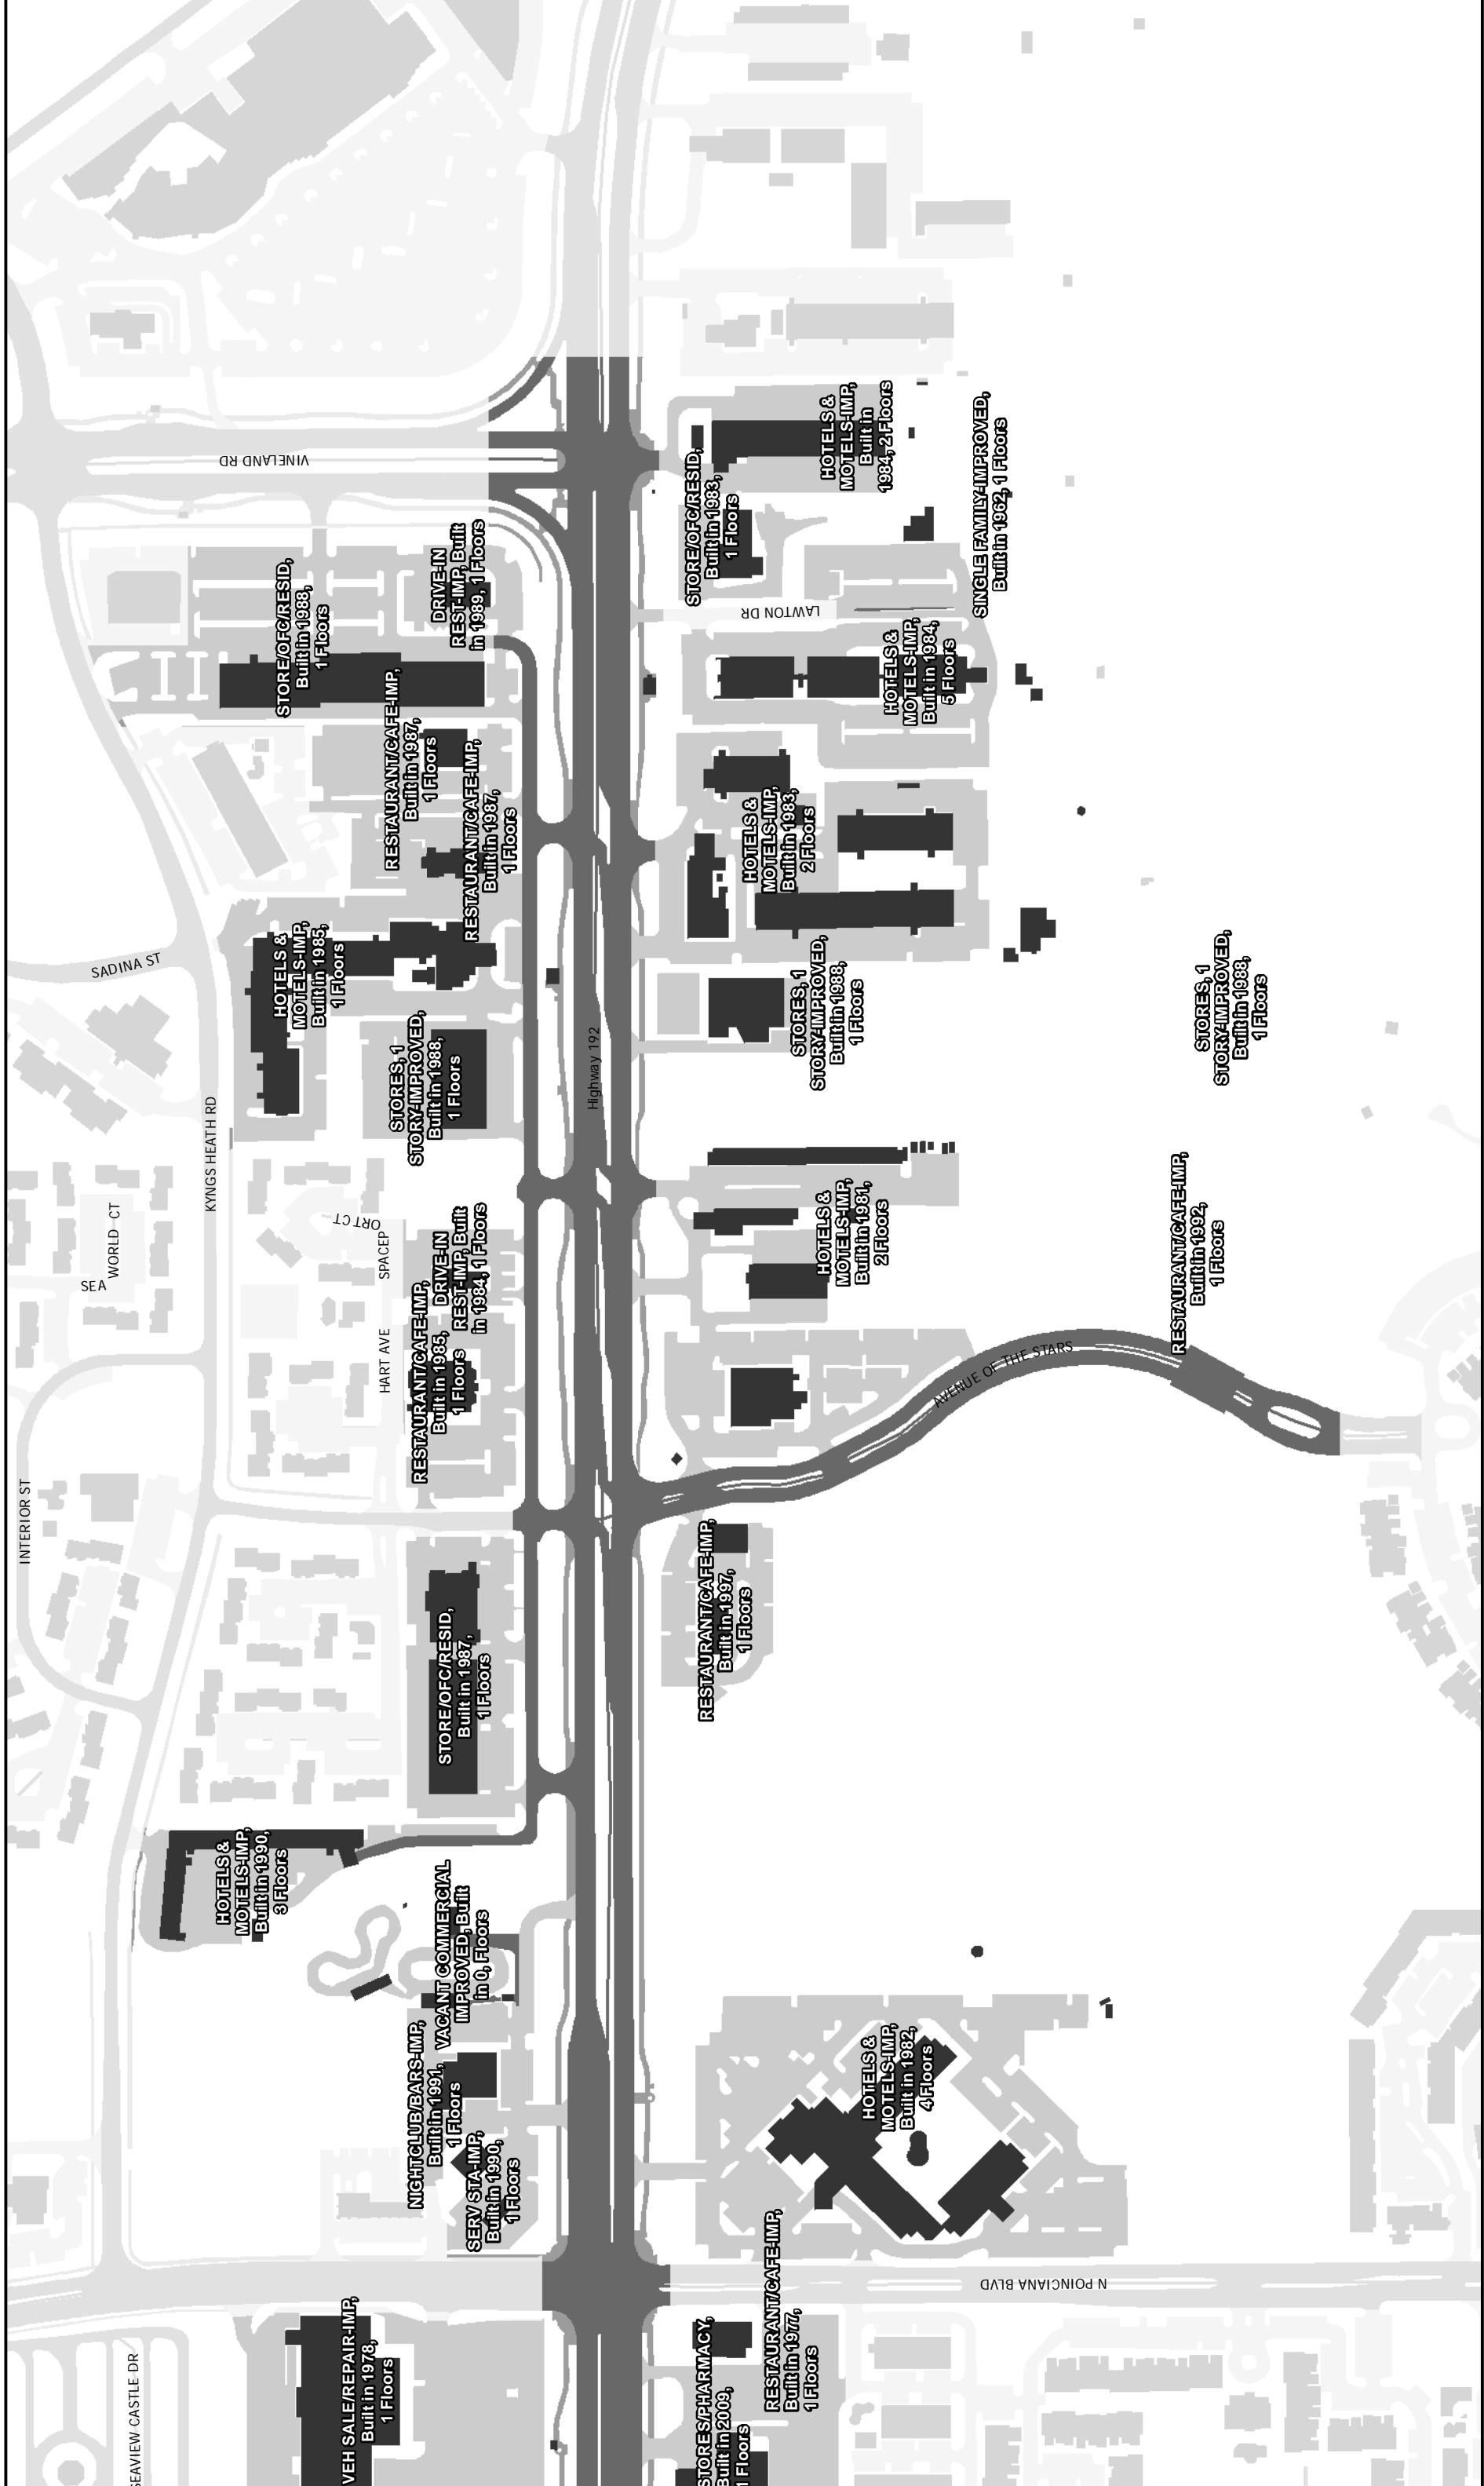 VINELAND RD
STORE/OFC/RESID,
Built in 1988,
1 Floors
DRIVE-IN
REST-IMP, Built
in 1989, 1 Floors
STORE/OFC/RESID,
Built in 1983,
1 Floors
HOTELS &
MOTELS-IMP,
Built in
1984, 2 Floors
SINGLE FAMILY-IMPROVED,
Built in 1962, 1 Floors
LAWTON DR
HOTELS &
MOTELS-IMP,
Built in 1984,
5 Floors
RESTAURANT/CAFE-IMP,
Built in 1987,
1 Floors
RESTAURANT/CAFE-IMP,
Built in 1987,
1 Floors
HOTELS &
MOTELS-IMP,
Built in 1983,
2 Floors
SADINA ST
HOTELS &
MOTELS-IMP,
Built in 1985,
1 Floors
STORES, 1
STORY-IMPROVED,
Built in 1988,
1 Floors
Highway 192
STORES, 1
STORY-IMPROVED,
Built in 1988,
1 Floors
STORES, 1
STORY-IMPROVED,
Built in 1988,
1 Floors
KYNGS HEATH RD
SEA
WORLD CT
ORT CT
SPACEP
HART AVE
DRIVE-IN
REST-IMP, Built
in 1984, 1 Floors
RESTAURANT/CAFE-IMP,
Built in 1985,
1 Floors
HOTELS &
MOTELS-IMP,
Built in 1981,
2 Floors
RESTAURANT/CAFE-IMP,
Built in 1992,
1 Floors
AVENUE OF THE STARS
INTERIOR ST
STORE/OFC/RESID,
Built in 1987,
1 Floors
RESTAURANT/CAFE-IMP,
Built in 1997,
1 Floors
HOTELS &
MOTELS-IMP,
Built in 1990,
3 Floors
VACANT COMMERCIAL
IMPROVED, Built
in 0, Floors
NIGHTCLUB/BARS-IMP,
Built in 1991,
1 Floors
SERV STA-IMP,
Built in 1990,
1 Floors
HOTELS &
MOTELS-IMP,
Built in 1982,
4 Floors
N POINCIANA BLVD
SEAVIEW CASTLE DR
VEH SALE/REPAIR-IMP,
Built in 1978,
1 Floors
STORES/PHARMACY,
Built in 2009,
1 Floors
RESTAURANT/CAFE-IMP,
Built in 1977,
1 Floors